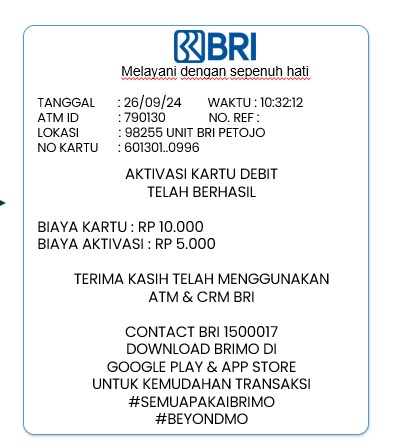 BRI
Melayani dengan sepenuh hati
TANGGAL : 26/09/24 WAKTU : 10:32:12
ATM ID : 790130 NO. REF :
LOKASI : 98255 UNIT BRI PETOJO
NO KARTU : 601301..0996
AKTIVASI KARTU DEBIT
TELAH BERHASIL
BIAYA KARTU : RP 10.000
BIAYA AKTIVASI : RP 5.000
TERIMA KASIH TELAH MENGGUNAKAN
ATM & CRM BRI
CONTACT BRI 1500017
DOWNLOAD BRIMO DI
GOOGLE PLAY & APP STORE
UNTUK KEMUDAHAN TRANSAKSI
#SEMUAPAKAIBRIMO
#BEYONDMO